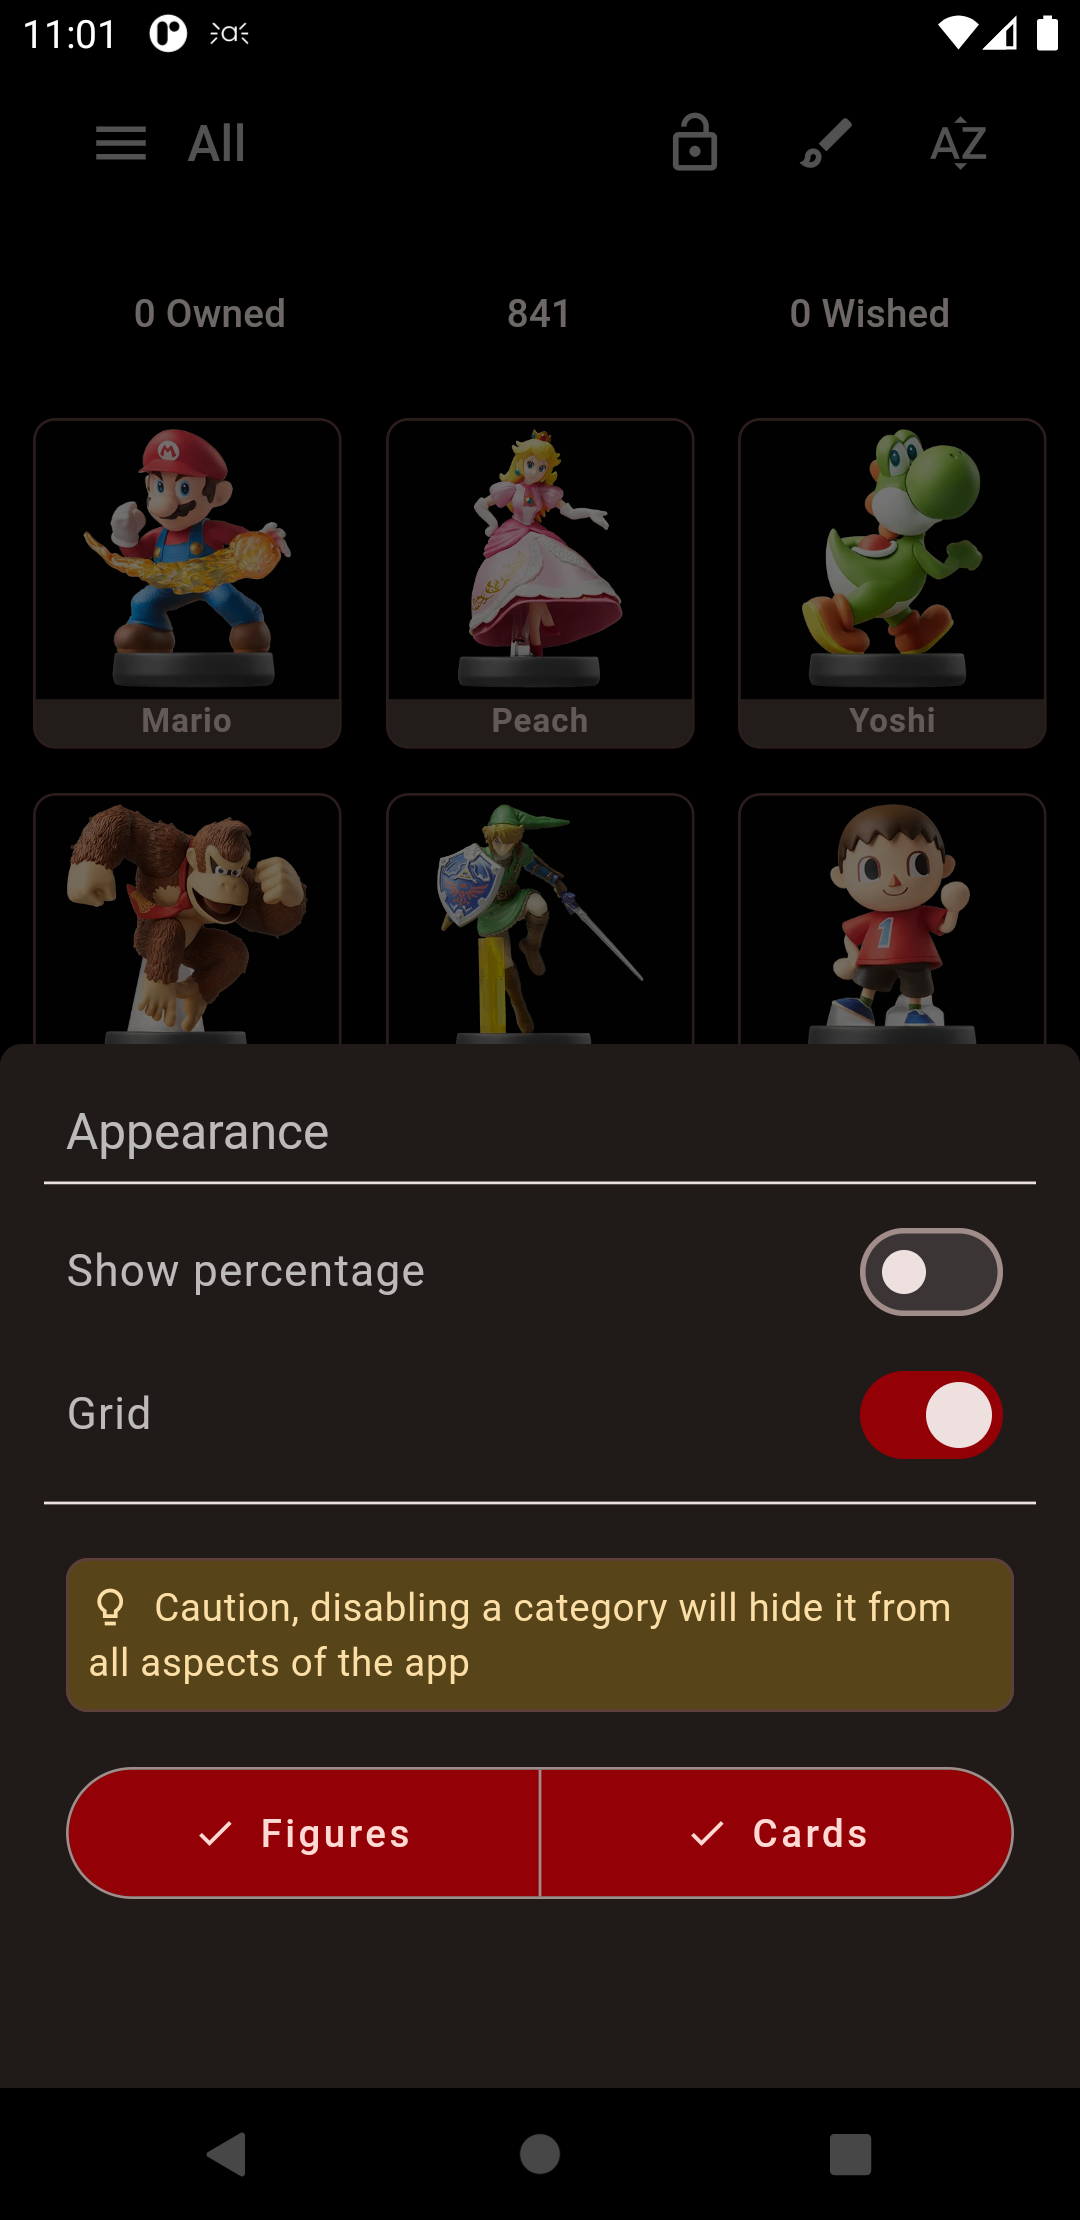 11:01
All
AZ
0 Owned
841
0 Wished
Mario
Peach
Yoshi
Appearance
Show percentage
Grid
Caution, disabling a category will hide it from
all aspects of the app
Figures
Cards